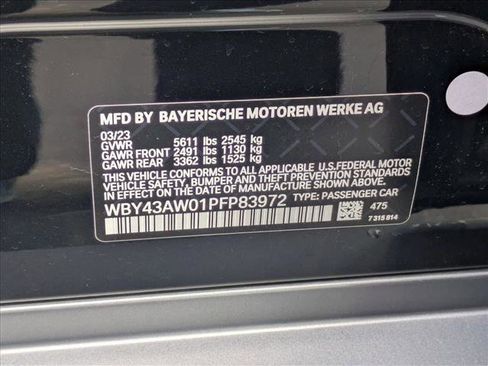 MFD BY BAYERISCHE MOTOREN WERKE AG
03/23
GVWR 5611 lbs 2545 kg
GAWR FRONT 2491 lbs 1130 kg
GAWR REAR 3362 lbs 1525 kg
THIS VEHICLE CONFORMS TO ALL APPLICABLE U.S.FEDERAL MOTOR
VEHICLE SAFETY, BUMPER, AND THEFT PREVENTION STANDARDS
IN EFFECT ON THE DATE OF MANUFACTURE SHOWN ABOVE.
WBY43AW01PFP83972 TYPE: PASSENGER CAR
475
7 315 814